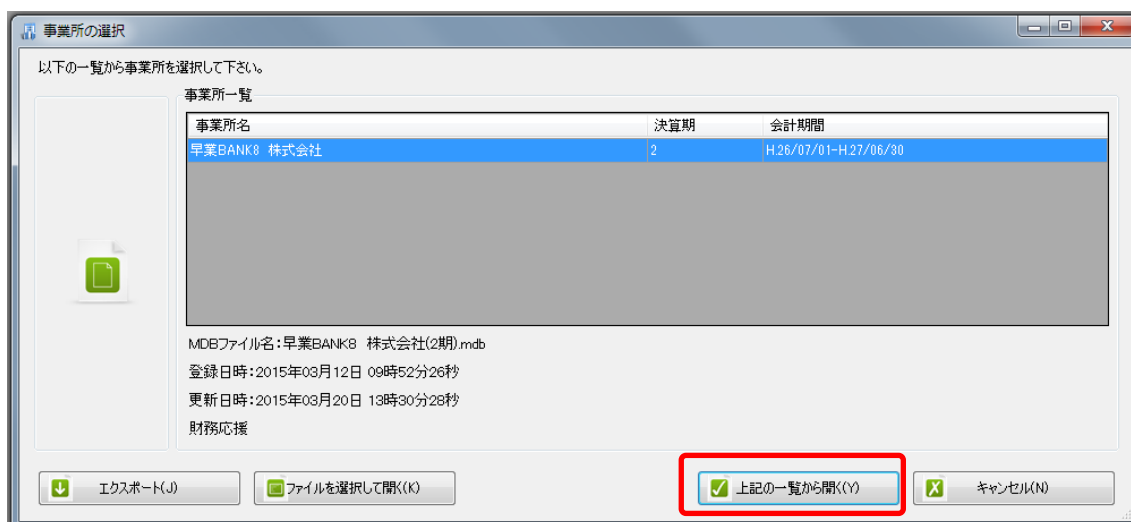 事業所の選択
以下の一覧から事業所を選択して下さい。
事業所一覧
事業所名 決算期 会計期間
早業BANK8 株式会社 2 H.26/07/01-H.27/06/30
MDBファイル名:早業BANK8 株式会社(2期).mdb
登録日時:2015年03月12日 09時52分26秒
更新日時:2015年03月20日 13時30分28秒
財務応援
エクスポート(J) ファイルを選択して開く(K) 上記の一覧から開く(Y) キャンセル(N)